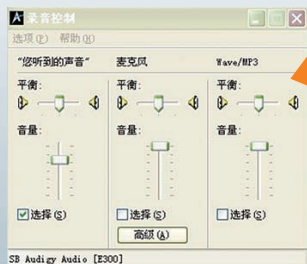 录音控制
选项(P) 帮助(H)
“您听到的声音” 麦克风 Wave/MP3
平衡: 平衡: 平衡:
音量: 音量: 音量:
选择(S) 选择(S) 选择(S)
高级(A)
SB Audigy Audio [E300]